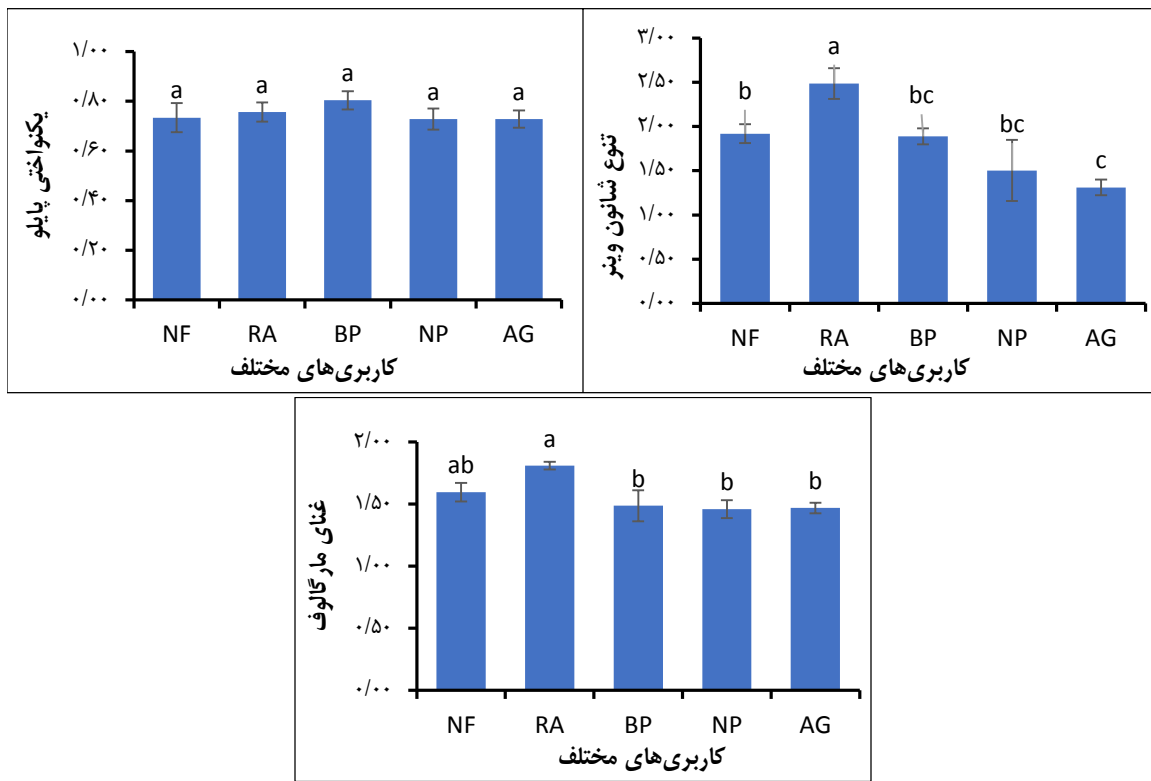 یکنواختی پایلو
۱/۰۰
۰/۸۰
۰/۶۰
۰/۴۰
۰/۲۰
۰/۰۰
a a a a a
NF RA BP NP AG
کاربری‌های مختلف
تنوع شانون وینر
۳/۰۰
۲/۵۰
۲/۰۰
۱/۵۰
۱/۰۰
۰/۵۰
۰/۰۰
b a bc bc c
NF RA BP NP AG
کاربری‌های مختلف
غنای مارگالوف
۲/۰۰
۱/۵۰
۱/۰۰
۰/۵۰
۰/۰۰
ab a b b b
NF RA BP NP AG
کاربری‌های مختلف